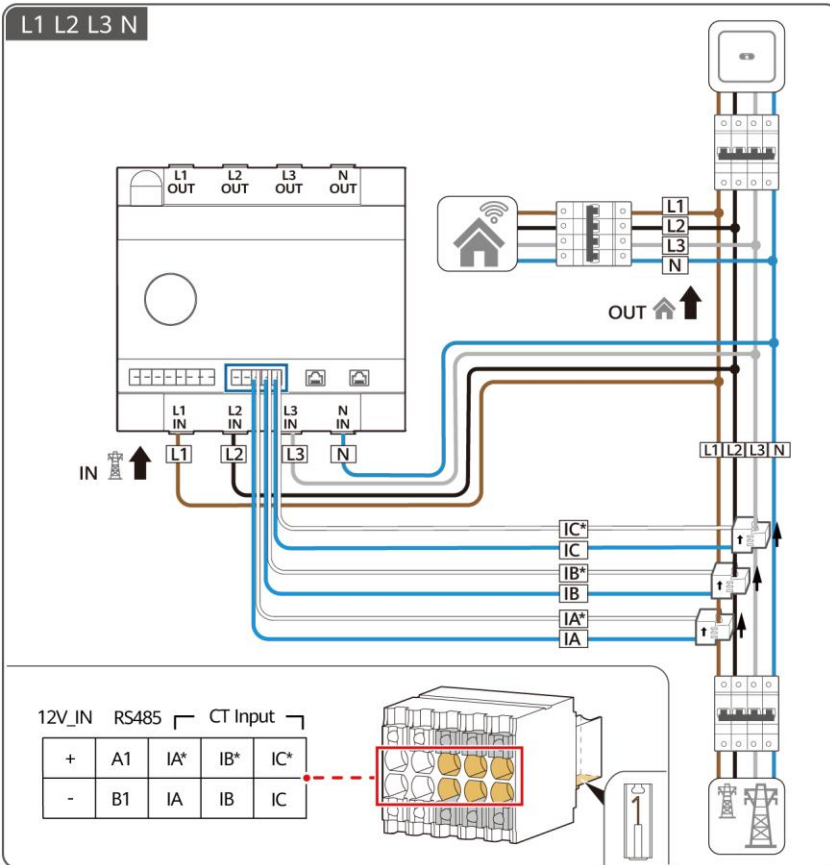 L1 L2 L3 N
L1 OUT
L2 OUT
L3 OUT
N OUT
L1
L2
L3
N
OUT
L1 IN
L2 IN
L3 IN
N IN
IN
L1
L2
L3
N
L1 L2 L3 N
IC*
IC
IB*
IB
IA*
IA
12V_IN RS485 CT Input
+ A1 IA* IB* IC*
- B1 IA IB IC